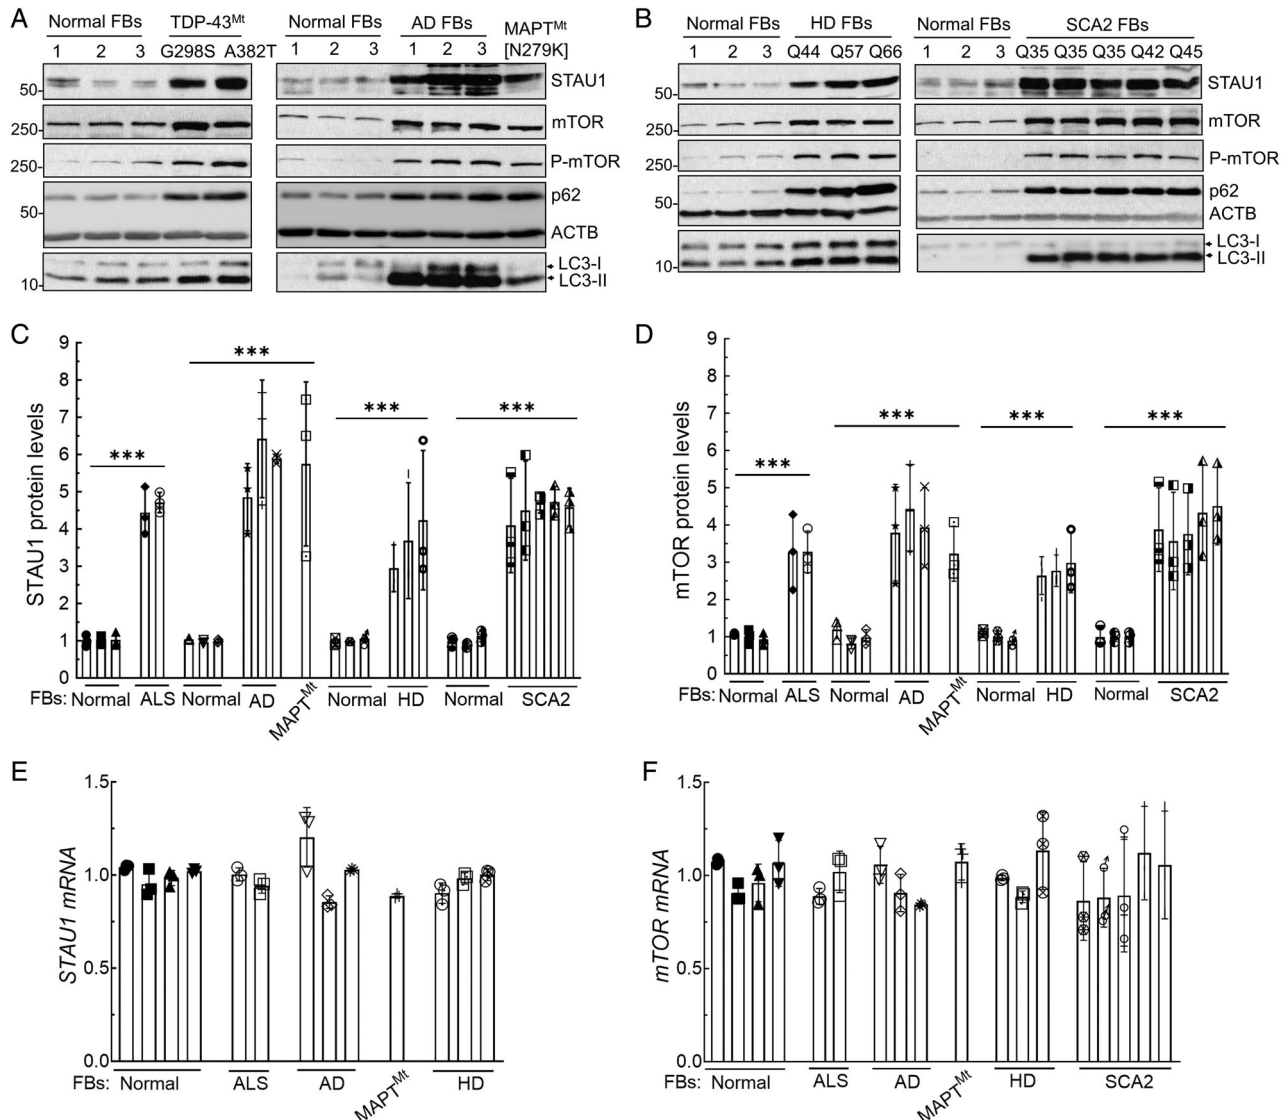 A
Normal FBs TDP-43Mt
1 2 3 G298S A382T
50-
250-
250-
50-
10-
Normal FBs AD FBs MAPTMt
1 2 3 1 2 3 [N279K]
STAU1
mTOR
P-mTOR
p62
ACTB
LC3-I
LC3-II
B
Normal FBs HD FBs
1 2 3 Q44 Q57 Q66
50-
250-
250-
50-
10-
Normal FBs SCA2 FBs
1 2 3 Q35 Q35 Q35 Q42 Q45
STAU1
mTOR
P-mTOR
p62
ACTB
LC3-I
LC3-II
C
STAU1 protein levels
9
8
7
6
5
4
3
2
1
0
*** *** *** ***
FBs: Normal ALS Normal AD MAPTMt Normal HD Normal SCA2
D
mTOR protein levels
9
8
7
6
5
4
3
2
1
0
*** *** *** ***
FBs: Normal ALS Normal AD MAPTMt Normal HD Normal SCA2
E
STAU1 mRNA
1.5
1.0
0.5
0.0
FBs: Normal ALS AD MAPTMt HD
F
mTOR mRNA
1.5
1.0
0.5
0.0
FBs: Normal ALS AD MAPTMt HD SCA2